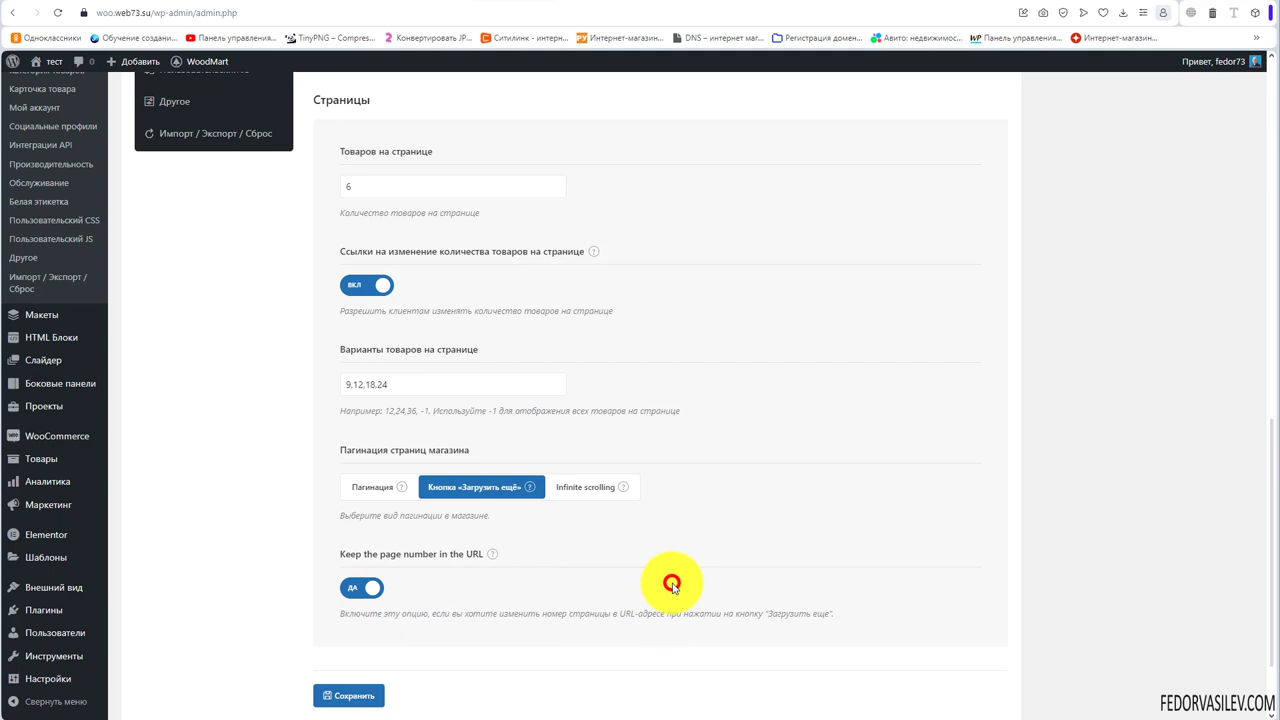 woo.web73.su/wp-admin/admin.php
Одноклассники
Обучение создани...
Панель управления...
TinyPNG – Compres...
Конвертировать JP...
Ситилинк - интерн...
Интернет-магазин...
DNS – интернет маг...
Регистрация домен...
Авито: недвижимос...
Панель управления...
Интернет-магазин...
тест
0
Добавить
WoodMart
Привет, fedor73
Карточка товара
Мой аккаунт
Социальные профили
Интеграции API
Производительность
Обслуживание
Белая этикетка
Пользовательский CSS
Пользовательский JS
Другое
Импорт / Экспорт /
Сброс
Макеты
HTML Блоки
Слайдер
Боковые панели
Проекты
WooCommerce
Товары
Аналитика
Маркетинг
Elementor
Шаблоны
Внешний вид
Плагины
Пользователи
Инструменты
Настройки
Свернуть меню
Другое
Импорт / Экспорт / Сброс
Страницы
Товаров на странице
6
Количество товаров на странице
Ссылки на изменение количества товаров на странице
ВКЛ
Разрешить клиентам изменять количество товаров на странице
Варианты товаров на странице
9,12,18,24
Например: 12,24,36, -1. Используйте -1 для отображения всех товаров на странице
Пагинация страниц магазина
Пагинация
Кнопка «Загрузить ещё»
Infinite scrolling
Выберите вид пагинации в магазине.
Keep the page number in the URL
ДА
Включите эту опцию, если вы хотите изменить номер страницы в URL-адресе при нажатии на кнопку "Загрузить еще".
Сохранить
FEDORVASILEV.COM